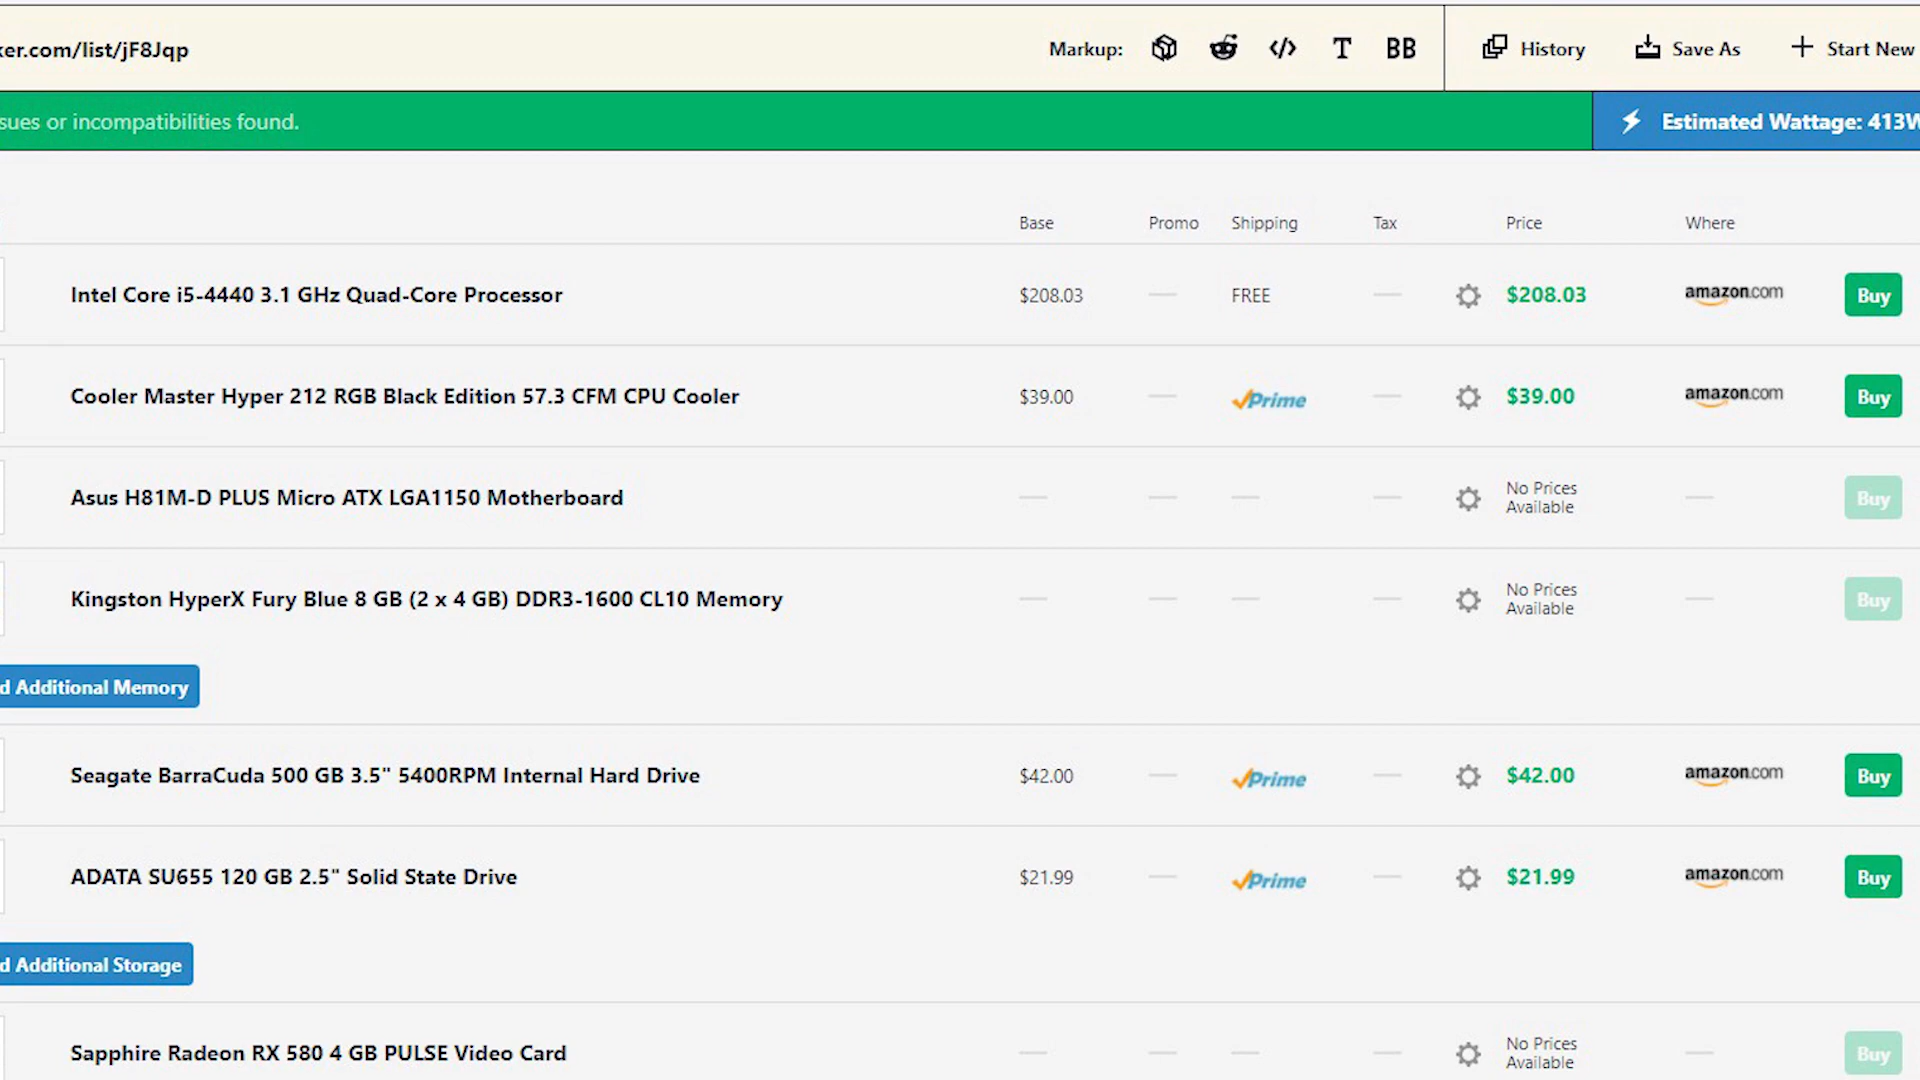 ker.com/list/jF8Jqp Markup: T BB History Save As Start New
sues or incompatibilities found. Estimated Wattage: 413W
Base Promo Shipping Tax Price Where
Intel Core i5-4440 3.1 GHz Quad-Core Processor $208.03 — FREE — $208.03 amazon.com Buy
Cooler Master Hyper 212 RGB Black Edition 57.3 CFM CPU Cooler $39.00 — Prime — $39.00 amazon.com Buy
Asus H81M-D PLUS Micro ATX LGA1150 Motherboard — — — — No Prices Available — Buy
Kingston HyperX Fury Blue 8 GB (2 x 4 GB) DDR3-1600 CL10 Memory — — — — No Prices Available — Buy
d Additional Memory
Seagate BarraCuda 500 GB 3.5" 5400RPM Internal Hard Drive $42.00 — Prime — $42.00 amazon.com Buy
ADATA SU655 120 GB 2.5" Solid State Drive $21.99 — Prime — $21.99 amazon.com Buy
d Additional Storage
Sapphire Radeon RX 580 4 GB PULSE Video Card — — — — No Prices Available — Buy